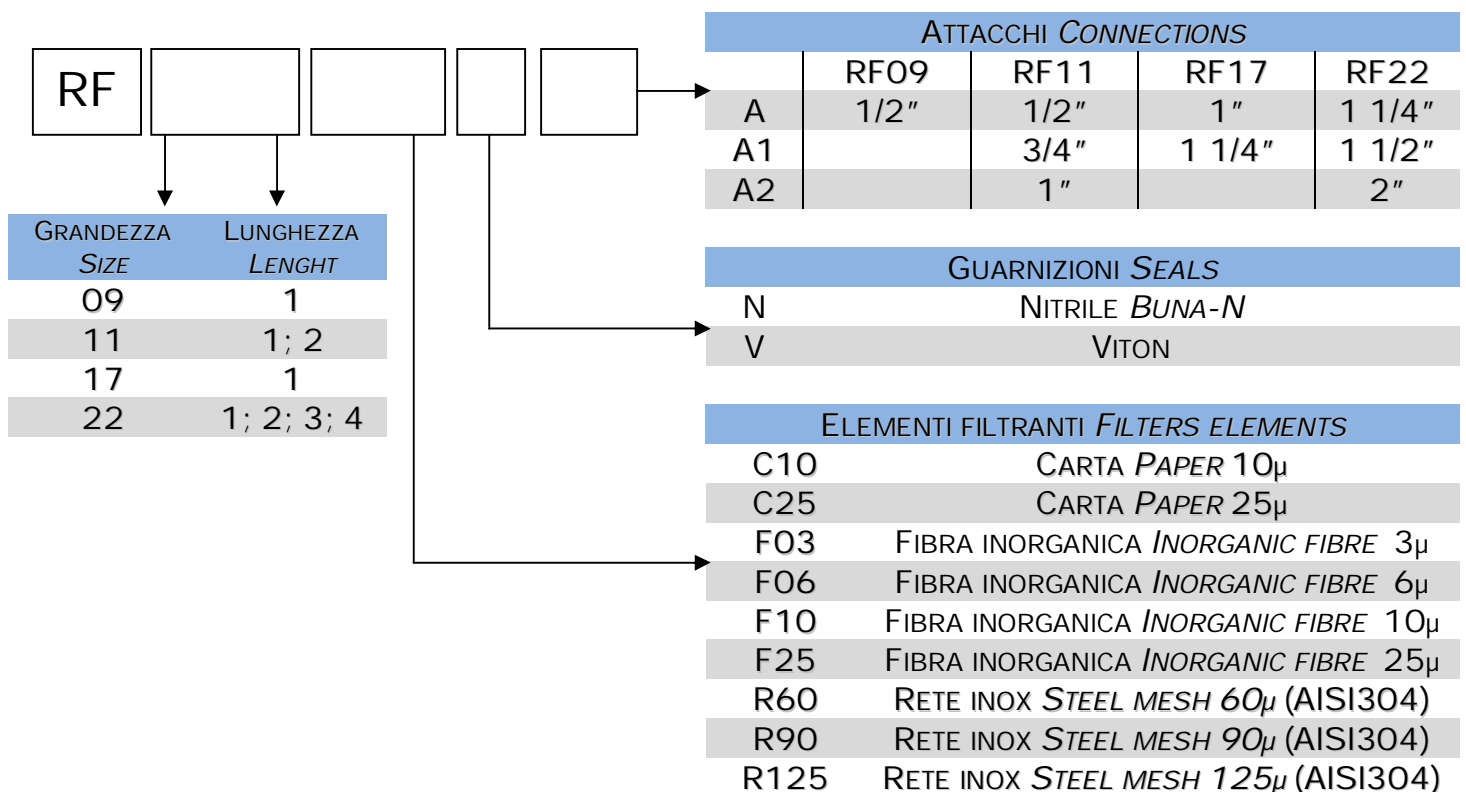 RF
ATTACCHI CONNECTIONS
RF09 RF11 RF17 RF22
A 1/2" 1/2" 1" 1 1/4"
A1 3/4" 1 1/4" 1 1/2"
A2 1" 2"
GRANDEZZA LUNGHEZZA
SIZE LENGHT
09 1
11 1; 2
17 1
22 1; 2; 3; 4
GUARNIZIONI SEALS
N NITRILE BUNA-N
V VITON
ELEMENTI FILTRANTI FILTERS ELEMENTS
C10 CARTA PAPER 10µ
C25 CARTA PAPER 25µ
F03 FIBRA INORGANICA INORGANIC FIBRE 3µ
F06 FIBRA INORGANICA INORGANIC FIBRE 6µ
F10 FIBRA INORGANICA INORGANIC FIBRE 10µ
F25 FIBRA INORGANICA INORGANIC FIBRE 25µ
R60 RETE INOX STEEL MESH 60µ (AISI304)
R90 RETE INOX STEEL MESH 90µ (AISI304)
R125 RETE INOX STEEL MESH 125µ (AISI304)